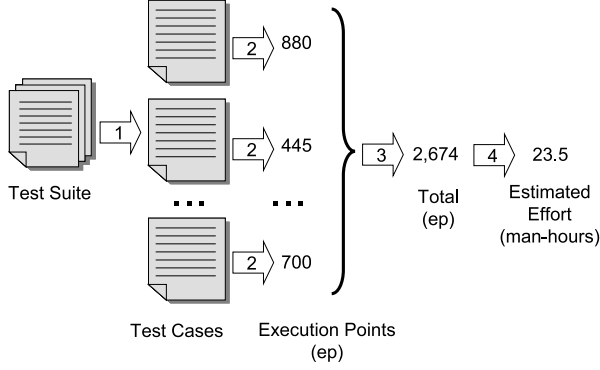 2
880
1
2
445
3
2,674
4
23.5
Test Suite
Total
(ep)
Estimated
Effort
(man-hours)
...
...
2
700
Test Cases
Execution Points
(ep)